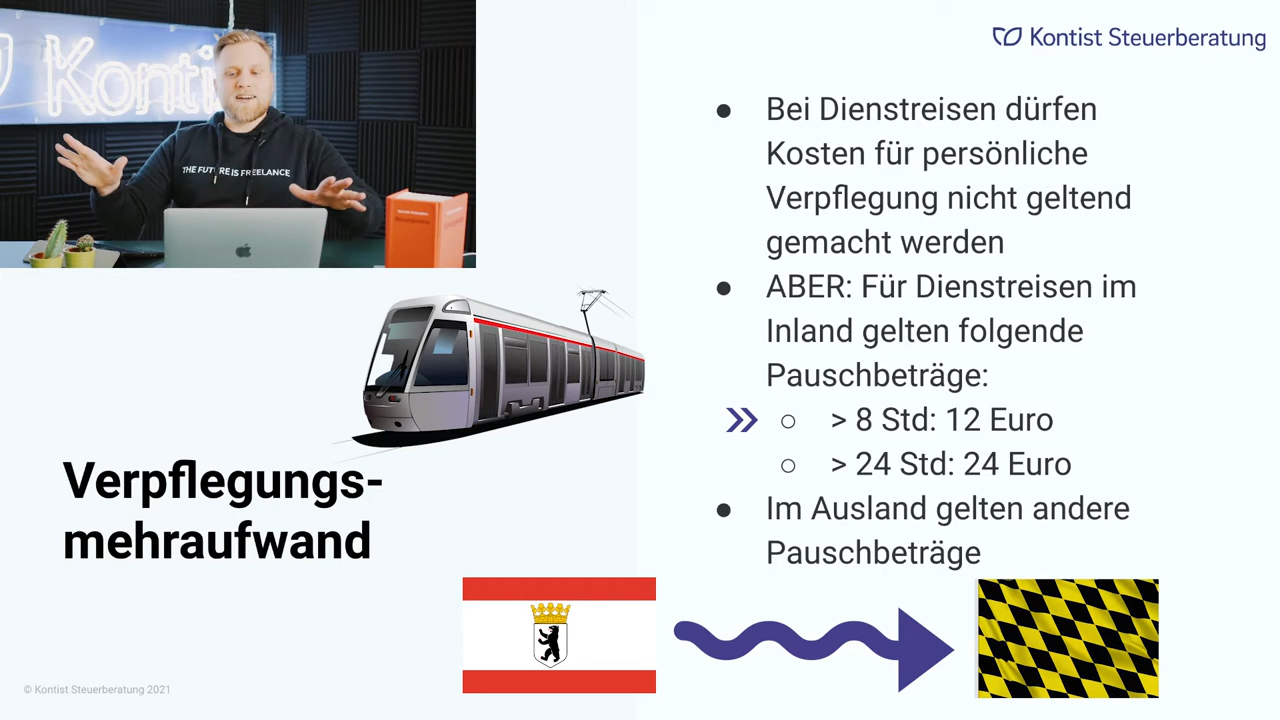 Konti
THE FUTURE IS FREELANCE
Kontist Steuerberatung
● Bei Dienstreisen dürfen
Kosten für persönliche
Verpflegung nicht geltend
gemacht werden
● ABER: Für Dienstreisen im
Inland gelten folgende
Pauschbeträge:
○ > 8 Std: 12 Euro
○ > 24 Std: 24 Euro
● Im Ausland gelten andere
Pauschbeträge
Verpflegungs-
mehraufwand
© Kontist Steuerberatung 2021